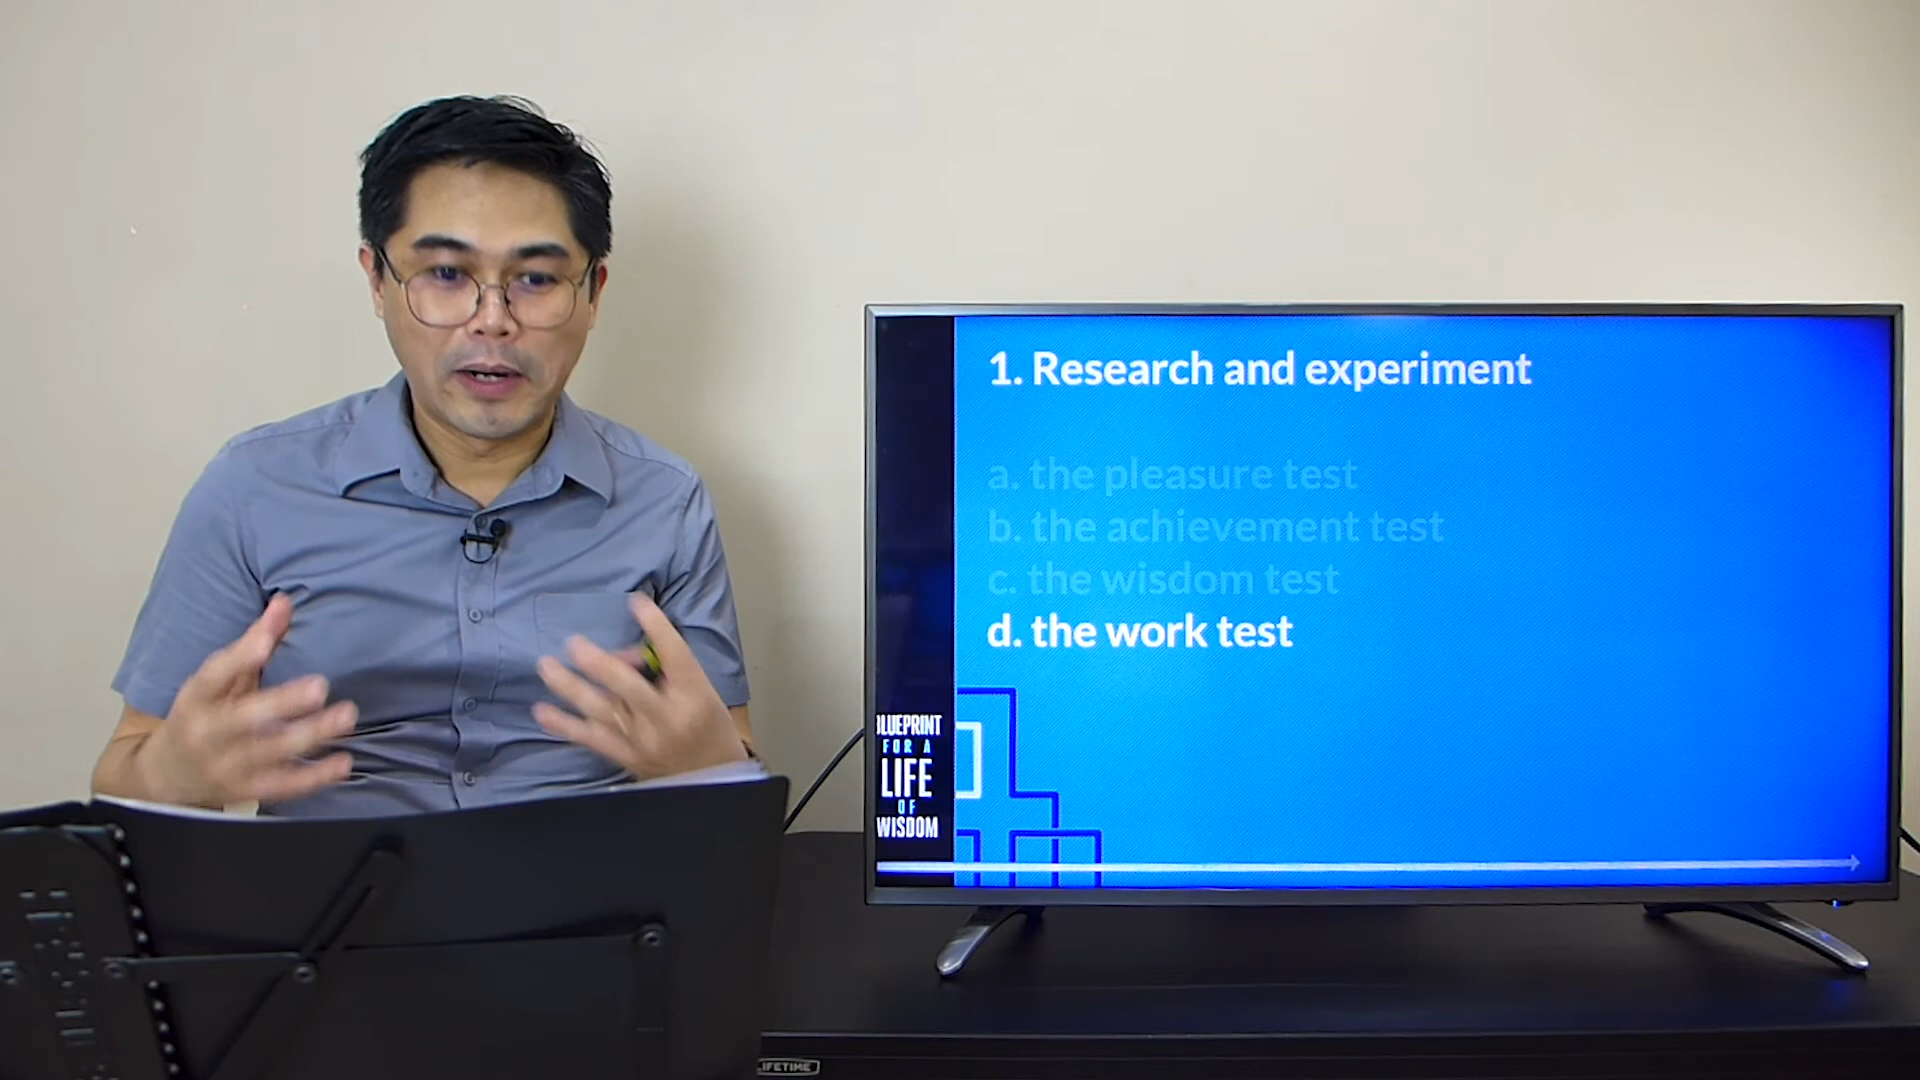 1. Research and experiment
a. the pleasure test
b. the achievement test
c. the wisdom test
d. the work test
BLUEPRINT
FOR A
LIFE
OF
WISDOM
LIFETIME